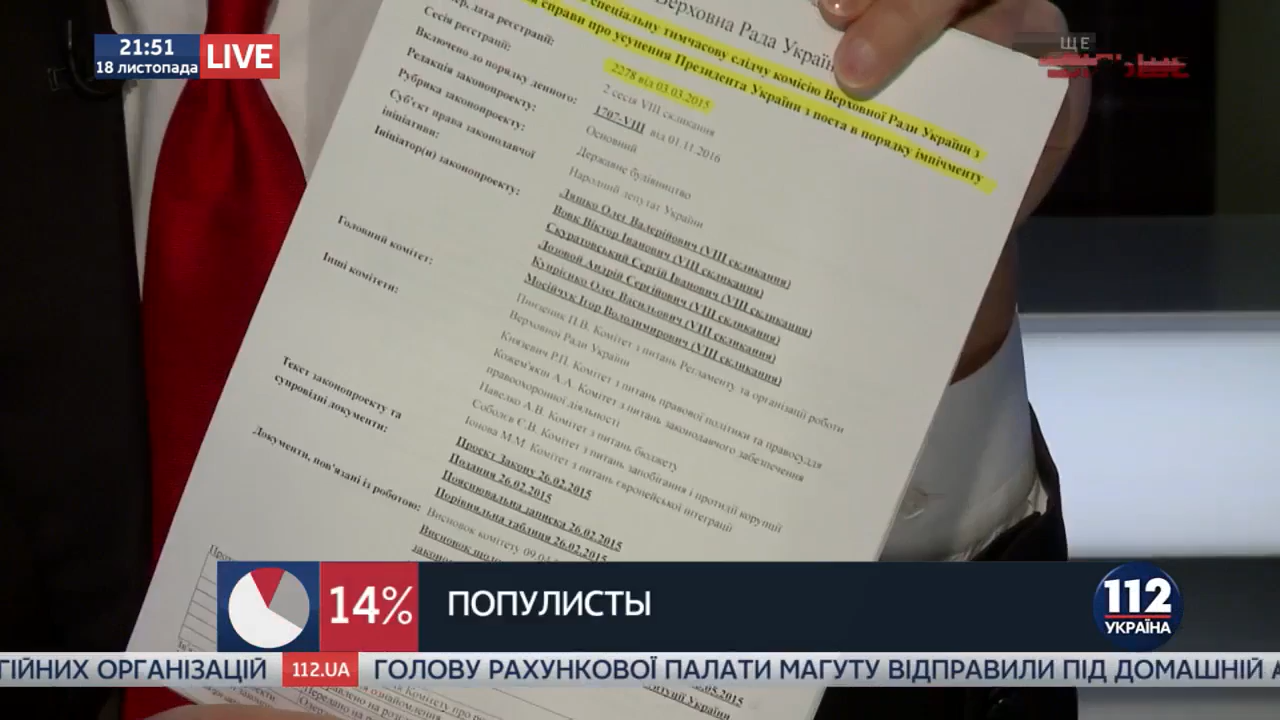 21:51
18 листопада
LIVE
ЩЕ
Верховна Рада Україн
спеціальну тимчасову слідчу комісію Верховної Ради України з
справи про усунення Президента України з поста в порядку імпічменту
дата реєстрації:
2278 від 03.03.2015
Сесія реєстрації:
2 сесія VIII скликання
Включено до порядку денного:
1707-VIII від 01.11.2016
Редакція законопроекту:
Основний
Рубрика законопроекту:
Державне будівництво
Суб'єкт права законодавчої
ініціативи:
Народний депутат України
Ініціатор(и) законопроекту:
Ляшко Олег Валерійович (VIII скликання)
Вовк Віктор Іванович (VIII скликання)
Скуратовський Сергій Іванович (VIII скликання)
Лозовой Андрій Сергійович (VIII скликання)
Купрієнко Олег Васильович (VIII скликання)
Мосійчук Ігор Володимирович (VIII скликання)
Головний комітет:
Пинзеник П.В. Комітет з питань Регламенту та організації роботи
Верховної Ради України
Інші комітети:
Князевич Р.П. Комітет з питань правової політики та правосуддя
Кожем'якін А.А. Комітет з питань законодавчого забезпечення
правоохоронної діяльності
Павелко А.В. Комітет з питань бюджету
Соболєв Є.В. Комітет з питань запобігання і протидії корупції
Іонова М.М. Комітет з питань європейської інтеграції
Текст законопроекту та
супровідні документи:
Проект Закону 26.02.2015
Подання 26.02.2015
Пояснювальна записка 26.02.2015
Порівняльна таблиця 26.02.2015
Документи, пов'язані із роботою:
Висновок комітету 09.04
Висновок
14%
ПОПУЛИСТЫ
112
УКРАЇНА
ГІЙНИХ ОРГАНІЗАЦІЙ
112.UA
ГОЛОВУ РАХУНКОВОЇ ПАЛАТИ МАГУТУ ВІДПРАВИЛИ ПІД ДОМАШНІЙ А